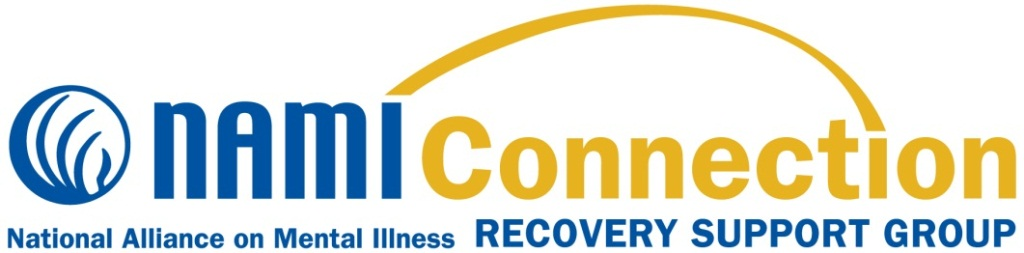 NAMI Connection
National Alliance on Mental Illness RECOVERY SUPPORT GROUP